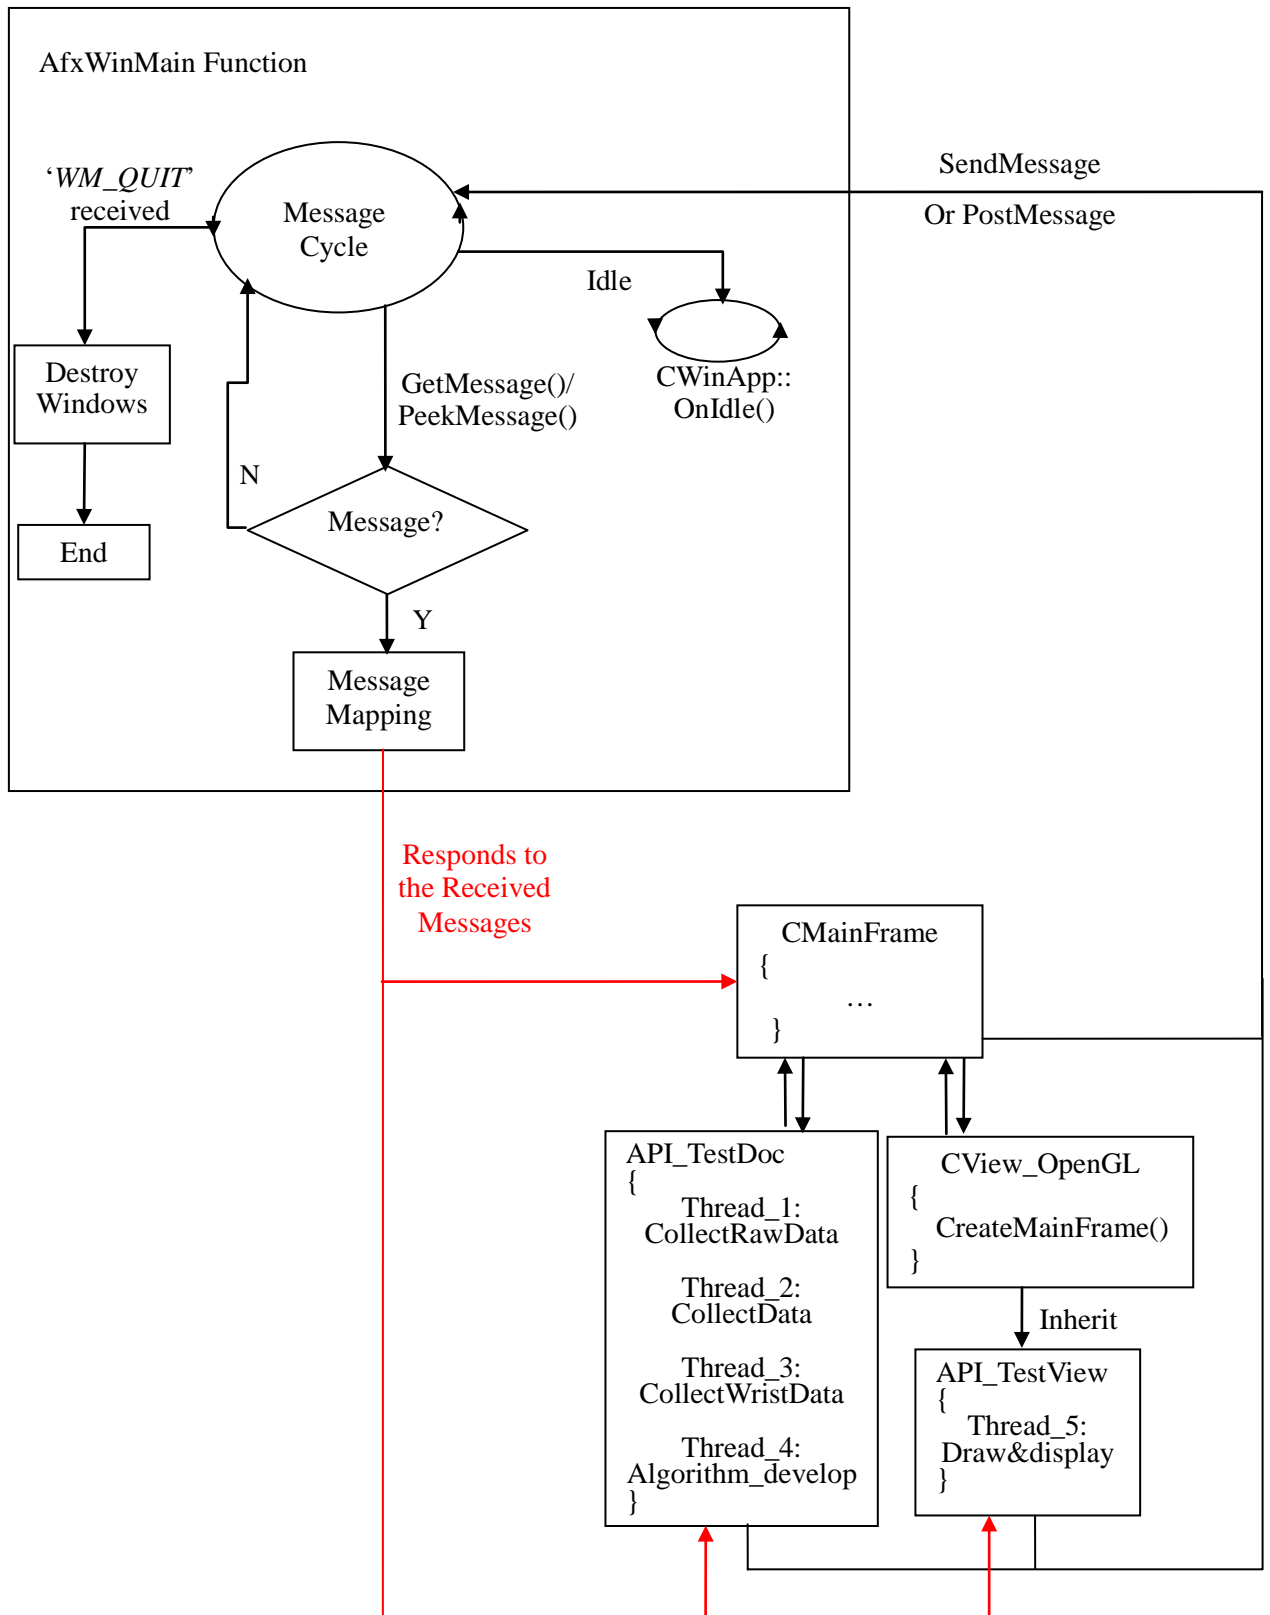 AfxWinMain Function
‘WM_QUIT’
received
Message
Cycle
SendMessage
Or PostMessage
Idle
CWinApp::
OnIdle()
Destroy
Windows
GetMessage()/
PeekMessage()
N
Message?
End
Y
Message
Mapping
Responds to
the Received
Messages
CMainFrame
{
…
}
API_TestDoc
{
Thread_1:
CollectRawData
Thread_2:
CollectData
Thread_3:
CollectWristData
Thread_4:
Algorithm_develop
}
CView_OpenGL
{
CreateMainFrame()
}
Inherit
API_TestView
{
Thread_5:
Draw&display
}